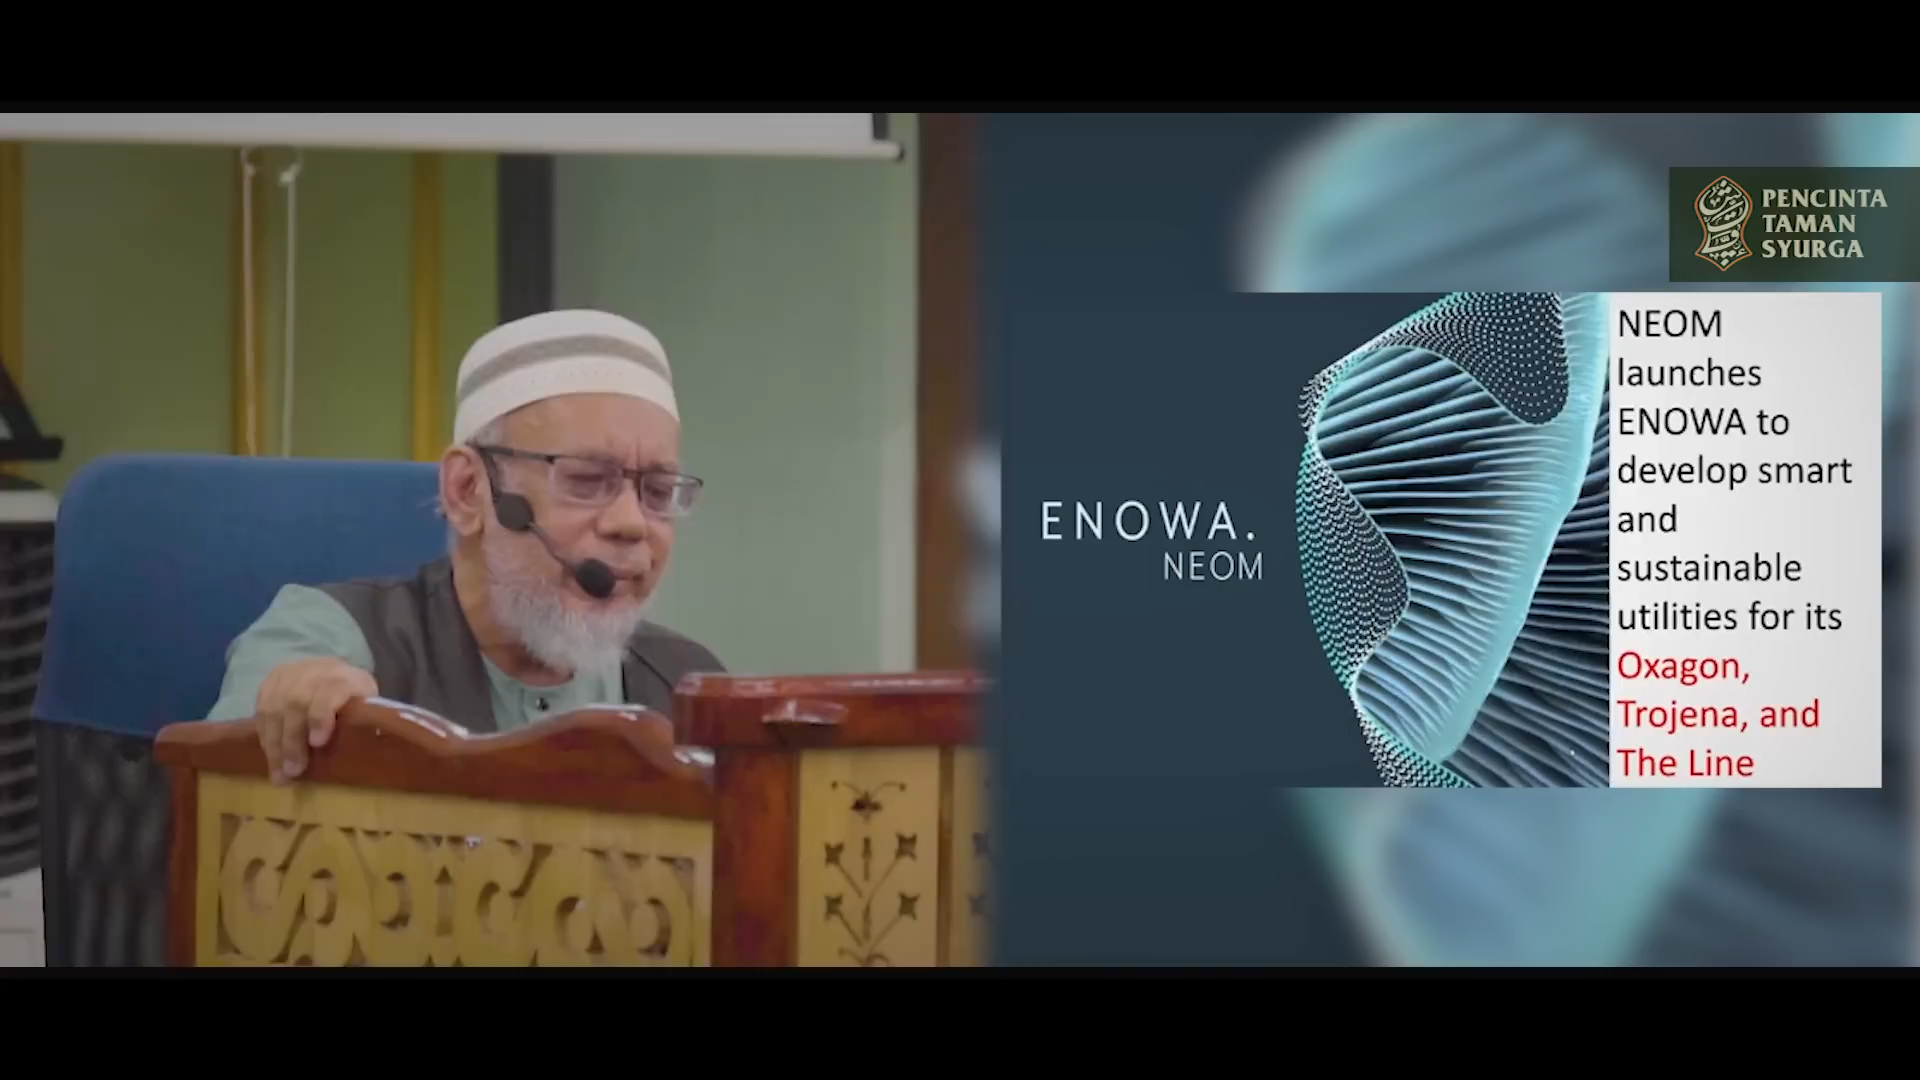 PENCINTA
TAMAN
SYURGA
ENOWA.
NEOM
NEOM
launches
ENOWA to
develop smart
and
sustainable
utilities for its
Oxagon,
Trojena, and
The Line